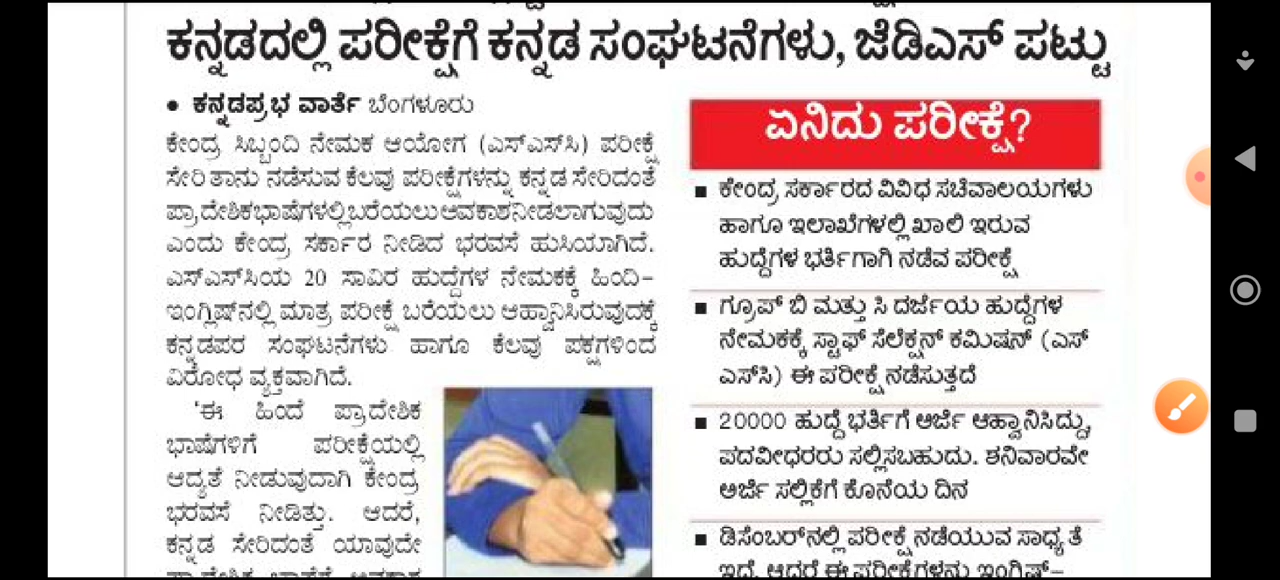 ಕನ್ನಡದಲ್ಲಿ ಪರೀಕ್ಷೆಗೆ ಕನ್ನಡ ಸಂಘಟನೆಗಳು, ಜೆಡಿಎಸ್ ಪಟ್ಟು
• ಕನ್ನಡಪ್ರಭ ವಾರ್ತೆ ಬೆಂಗಳೂರು
ಕೇಂದ್ರ ಸಿಬ್ಬಂದಿ ನೇಮಕ ಆಯೋಗ (ಎಸ್‌ಎಸ್‌ಸಿ) ಪರೀಕ್ಷೆ
ಸೇರಿ ತಾನು ನಡೆಸುವ ಕೆಲವು ಪರೀಕ್ಷೆಗಳನ್ನು ಕನ್ನಡ ಸೇರಿದಂತೆ
ಪ್ರಾದೇಶಿಕ ಭಾಷೆಗಳಲ್ಲಿ ಬರೆಯಲು ಅವಕಾಶ ನೀಡಲಾಗುವುದು
ಎಂದು ಕೇಂದ್ರ ಸರ್ಕಾರ ನೀಡಿದ ಭರವಸೆ ಹುಸಿಯಾಗಿದೆ.
ಎಸ್‌ಎಸ್‌ಸಿಯ 20 ಸಾವಿರ ಹುದ್ದೆಗಳ ನೇಮಕಕ್ಕೆ ಹಿಂದಿ-
ಇಂಗ್ಲಿಷ್‌ನಲ್ಲಿ ಮಾತ್ರ ಪರೀಕ್ಷೆ ಬರೆಯಲು ಆಹ್ವಾನಿಸಿರುವುದಕ್ಕೆ
ಕನ್ನಡಪರ ಸಂಘಟನೆಗಳು ಹಾಗೂ ಕೆಲವು ಪಕ್ಷಗಳಿಂದ
ವಿರೋಧ ವ್ಯಕ್ತವಾಗಿದೆ.
'ಈ ಹಿಂದೆ ಪ್ರಾದೇಶಿಕ
ಭಾಷೆಗಳಿಗೆ ಪರೀಕ್ಷೆಯಲ್ಲಿ
ಆದ್ಯತೆ ನೀಡುವುದಾಗಿ ಕೇಂದ್ರ
ಭರವಸೆ ನೀಡಿತ್ತು. ಆದರೆ,
ಕನ್ನಡ ಸೇರಿದಂತೆ ಯಾವುದೇ
ಏನಿದು ಪರೀಕ್ಷೆ?
▪ ಕೇಂದ್ರ ಸರ್ಕಾರದ ವಿವಿಧ ಸಚಿವಾಲಯಗಳು
ಹಾಗೂ ಇಲಾಖೆಗಳಲ್ಲಿ ಖಾಲಿ ಇರುವ
ಹುದ್ದೆಗಳ ಭರ್ತಿಗಾಗಿ ನಡೆವ ಪರೀಕ್ಷೆ
▪ ಗ್ರೂಪ್ ಬಿ ಮತ್ತು ಸಿ ದರ್ಜೆಯ ಹುದ್ದೆಗಳ
ನೇಮಕಕ್ಕೆ ಸ್ಟಾಫ್ ಸೆಲೆಕ್ಷನ್ ಕಮಿಷನ್ (ಎಸ್
ಎಸ್‌ಸಿ) ಈ ಪರೀಕ್ಷೆ ನಡೆಸುತ್ತದೆ
▪ 20000 ಹುದ್ದೆ ಭರ್ತಿಗೆ ಅರ್ಜಿ ಆಹ್ವಾನಿಸಿದ್ದು,
ಪದವೀಧರರು ಸಲ್ಲಿಸಬಹುದು. ಶನಿವಾರವೇ
ಅರ್ಜಿ ಸಲ್ಲಿಕೆಗೆ ಕೊನೆಯ ದಿನ
▪ ಡಿಸೆಂಬರ್‌ನಲ್ಲಿ ಪರೀಕ್ಷೆ ನಡೆಯುವ ಸಾಧ್ಯತೆ
ಇದೆ. ಆದರೆ ಈ ಪರೀಕ್ಷೆಗಳನ್ನು ಇಂಗ್ಲಿಷ್-